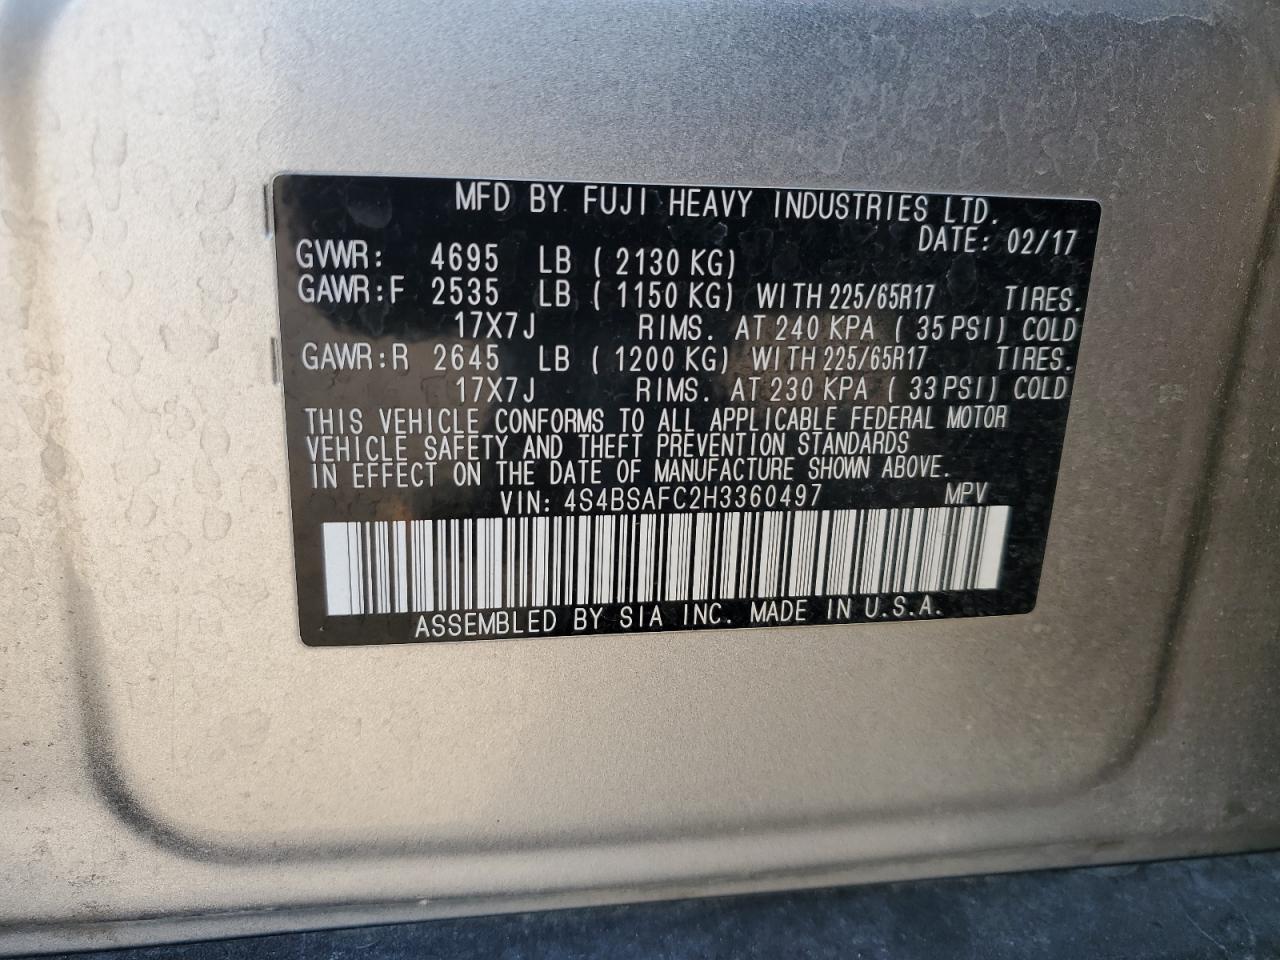 MFD BY FUJI HEAVY INDUSTRIES LTD.
DATE: 02/17
GVWR: 4695 LB ( 2130 KG)
GAWR:F 2535 LB ( 1150 KG) WITH 225/65R17 TIRES.
17X7J RIMS. AT 240 KPA ( 35 PSI) COLD
GAWR:R 2645 LB ( 1200 KG) WITH 225/65R17 TIRES.
17X7J RIMS. AT 230 KPA ( 33 PSI) COLD
THIS VEHICLE CONFORMS TO ALL APPLICABLE FEDERAL MOTOR
VEHICLE SAFETY AND THEFT PREVENTION STANDARDS
IN EFFECT ON THE DATE OF MANUFACTURE SHOWN ABOVE.
VIN: 4S4BSAFC2H3360497 MPV
ASSEMBLED BY SIA INC. MADE IN U.S.A.